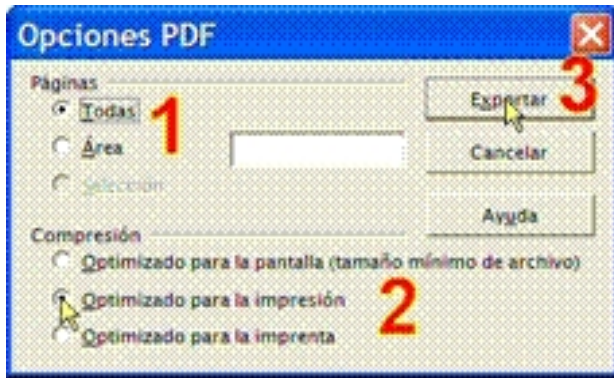 Opciones PDF
Páginas
Todas
1
Área
Selección
Exportar
3
Cancelar
Ayuda
Compresión
Optimizado para la pantalla (tamaño mínimo de archivo)
Optimizado para la impresión
2
Optimizado para la imprenta